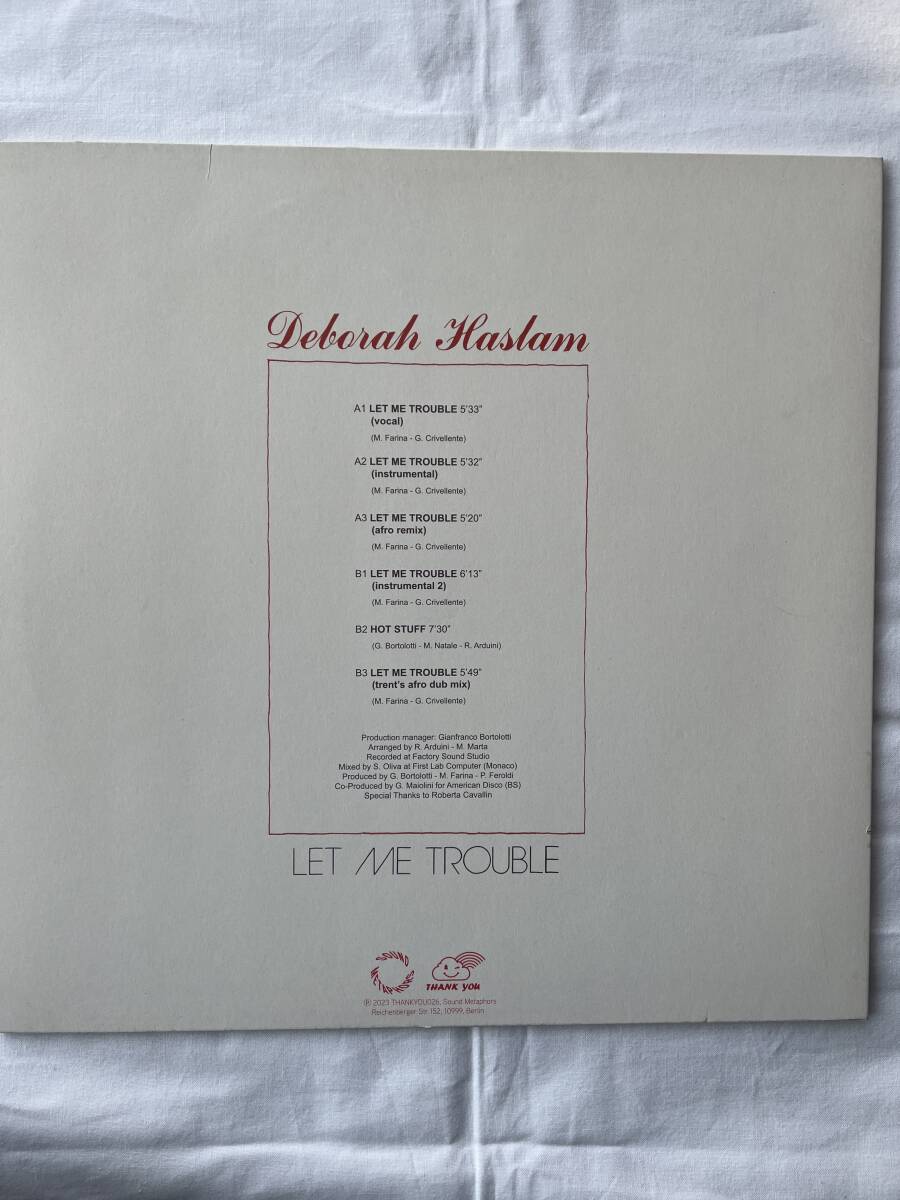 Deborah Haslam
A1 LET ME TROUBLE 5'33"
(vocal)
(M. Farina - G. Crivellente)
A2 LET ME TROUBLE 5'32"
(instrumental)
(M. Farina - G. Crivellente)
A3 LET ME TROUBLE 5'20"
(afro remix)
(M. Farina - G. Crivellente)
B1 LET ME TROUBLE 6'13"
(instrumental 2)
(M. Farina - G. Crivellente)
B2 HOT STUFF 7'30"
(G. Bortolotti - M. Natale - R. Arduini)
B3 LET ME TROUBLE 5'49"
(trent's afro dub mix)
(M. Farina - G. Crivellente)
Production manager: Gianfranco Bortolotti
Arranged by R. Arduini - M. Marta
Recorded at Factory Sound Studio
Mixed by S. Oliva at First Lab Computer (Monaco)
Produced by G. Bortolotti - M. Farina - P. Feroldi
Co-Produced by G. Maiolini for American Disco (BS)
Special Thanks to Roberta Cavallin
LET ME TROUBLE
THANK YOU
℗ 2023 THANKYOU026, Sound Metaphors
Reichenberger Str. 152, 10999, Berlin